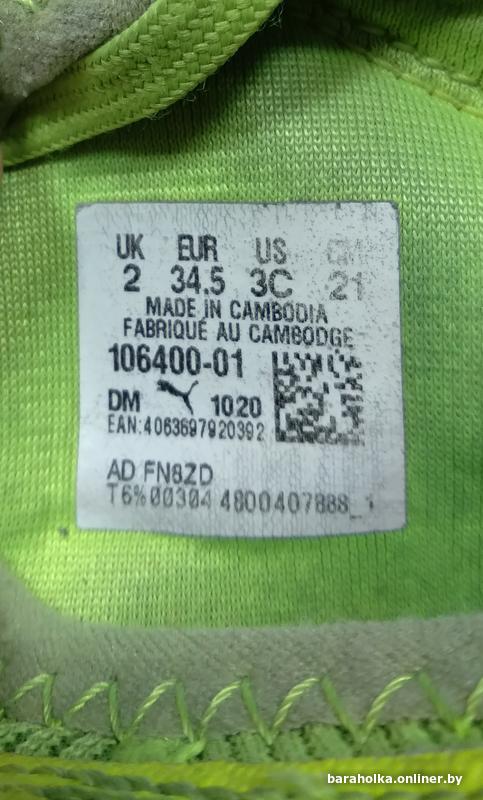 UK EUR US CM
2 34.5 3C 21
MADE IN CAMBODIA
FABRIQUÉ AU CAMBODGE
106400-01
DM 1020
EAN:4063697920392
AD FN8ZD
T6%00304 4800407888_1
baraholka.onliner.by